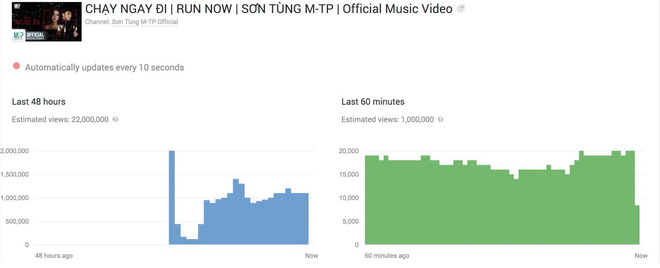 CHẠY NGAY ĐI | RUN NOW | SƠN TÙNG M-TP | Official Music Video
Channel: Sơn Tùng M-TP Official
Automatically updates every 10 seconds
Last 48 hours
Estimated views: 22,000,000
2,000,000
1,500,000
1,000,000
500,000
0
48 hours ago
Now
Last 60 minutes
Estimated views: 1,000,000
20,000
15,000
10,000
5,000
0
60 minutes ago
Now